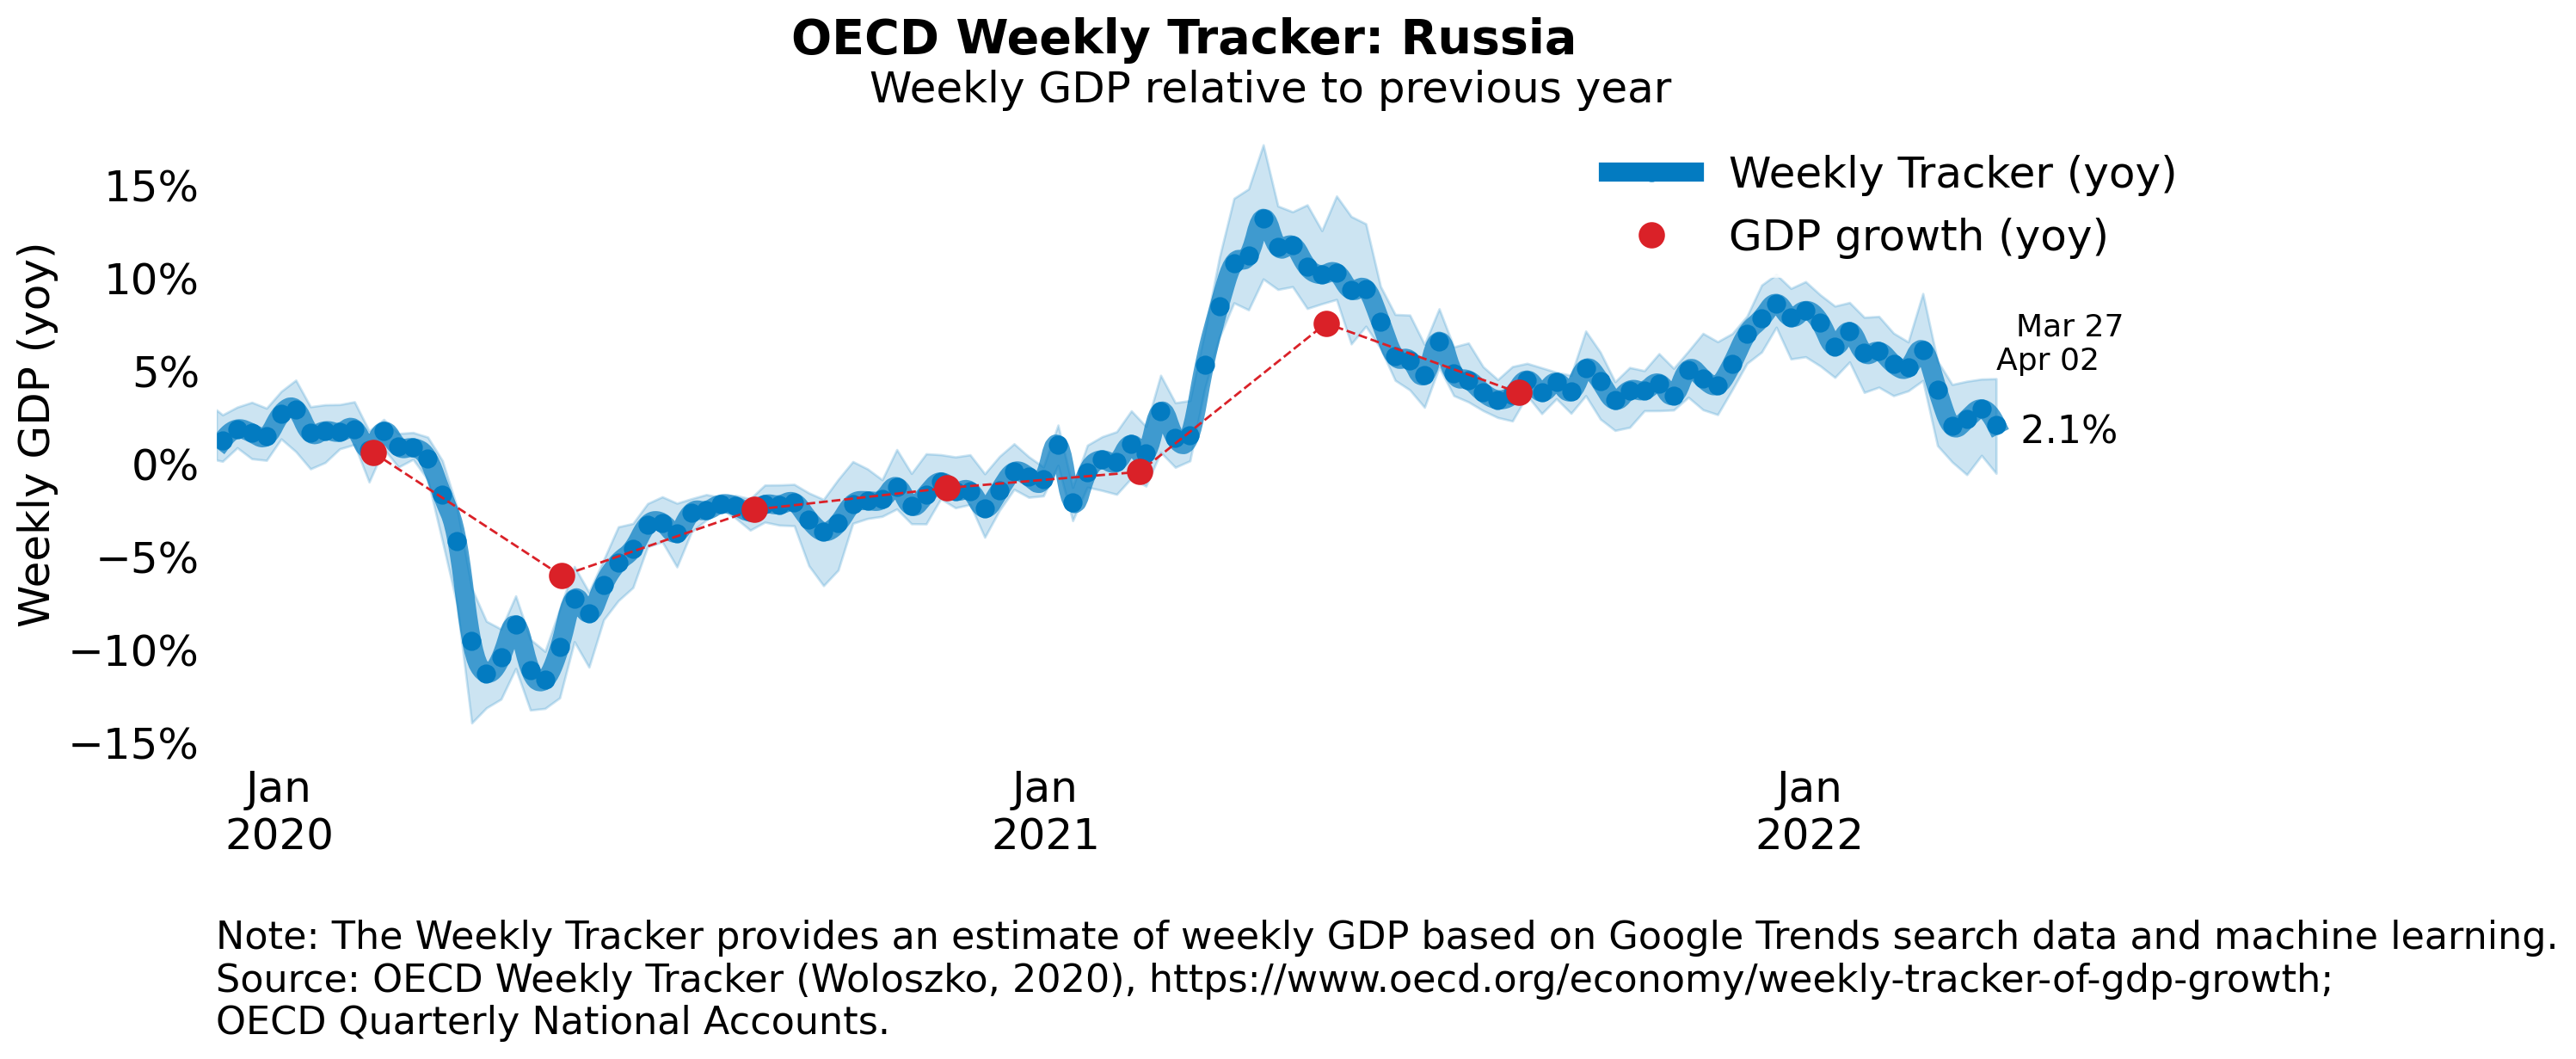 OECD Weekly Tracker: Russia
Weekly GDP relative to previous year
Weekly Tracker (yoy)
GDP growth (yoy)
Weekly GDP (yoy)
15%
10%
5%
0%
−5%
−10%
−15%
Mar 27
Apr 02
2.1%
Jan
2020
Jan
2021
Jan
2022
Note: The Weekly Tracker provides an estimate of weekly GDP based on Google Trends search data and machine learning.
Source: OECD Weekly Tracker (Woloszko, 2020), https://www.oecd.org/economy/weekly-tracker-of-gdp-growth;
OECD Quarterly National Accounts.